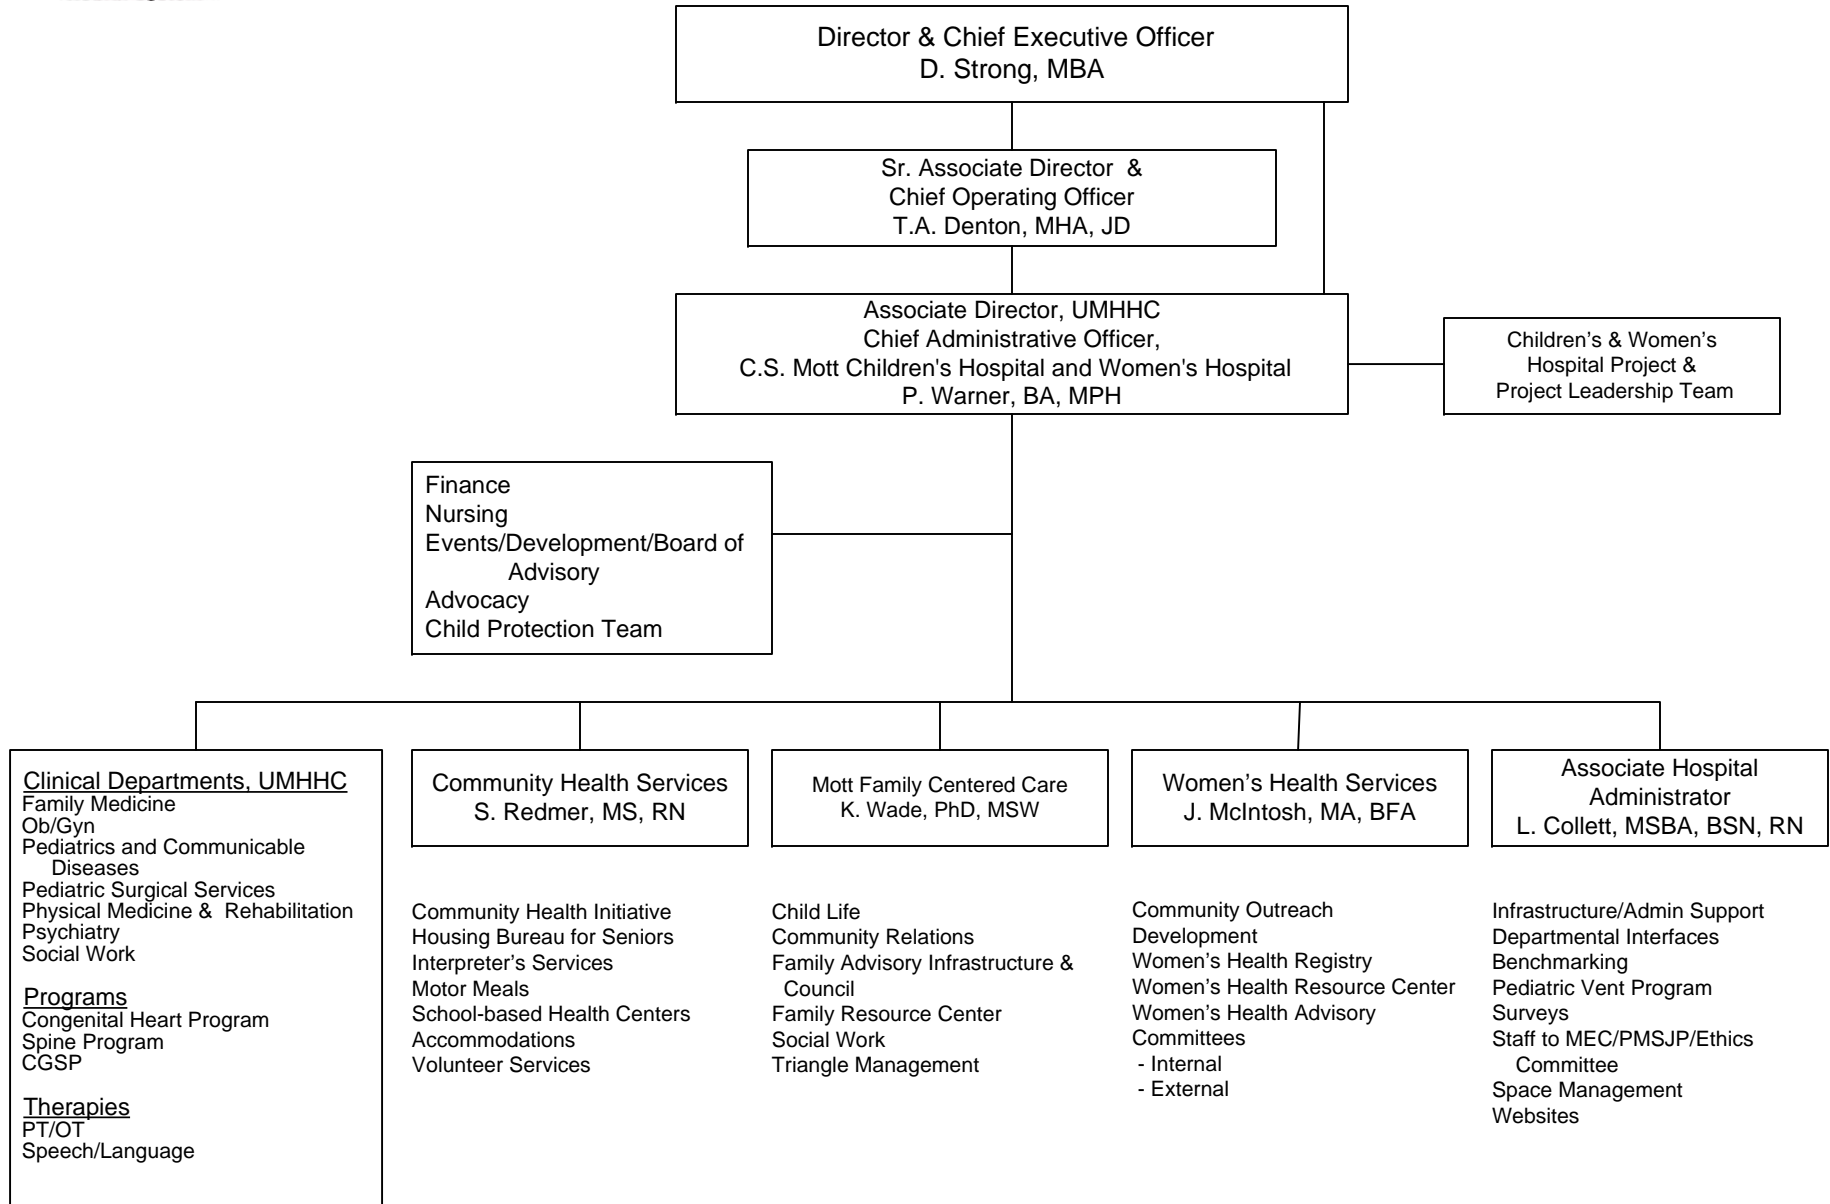 Director & Chief Executive Officer
D. Strong, MBA
Sr. Associate Director &
Chief Operating Officer
T.A. Denton, MHA, JD
Associate Director, UMHHC
Chief Administrative Officer,
C.S. Mott Children's Hospital and Women's Hospital
P. Warner, BA, MPH
Children’s & Women’s
Hospital Project &
Project Leadership Team
Finance
Nursing
Events/Development/Board of
Advisory
Advocacy
Child Protection Team
Clinical Departments, UMHHC
Family Medicine
Ob/Gyn
Pediatrics and Communicable
Diseases
Pediatric Surgical Services
Physical Medicine & Rehabilitation
Psychiatry
Social Work
Programs
Congenital Heart Program
Spine Program
CGSP
Therapies
PT/OT
Speech/Language
Community Health Services
S. Redmer, MS, RN
Community Health Initiative
Housing Bureau for Seniors
Interpreter’s Services
Motor Meals
School-based Health Centers
Accommodations
Volunteer Services
Mott Family Centered Care
K. Wade, PhD, MSW
Child Life
Community Relations
Family Advisory Infrastructure &
Council
Family Resource Center
Social Work
Triangle Management
Women’s Health Services
J. McIntosh, MA, BFA
Community Outreach
Development
Women’s Health Registry
Women’s Health Resource Center
Women’s Health Advisory
Committees
- Internal
- External
Associate Hospital
Administrator
L. Collett, MSBA, BSN, RN
Infrastructure/Admin Support
Departmental Interfaces
Benchmarking
Pediatric Vent Program
Surveys
Staff to MEC/PMSJP/Ethics
Committee
Space Management
Websites